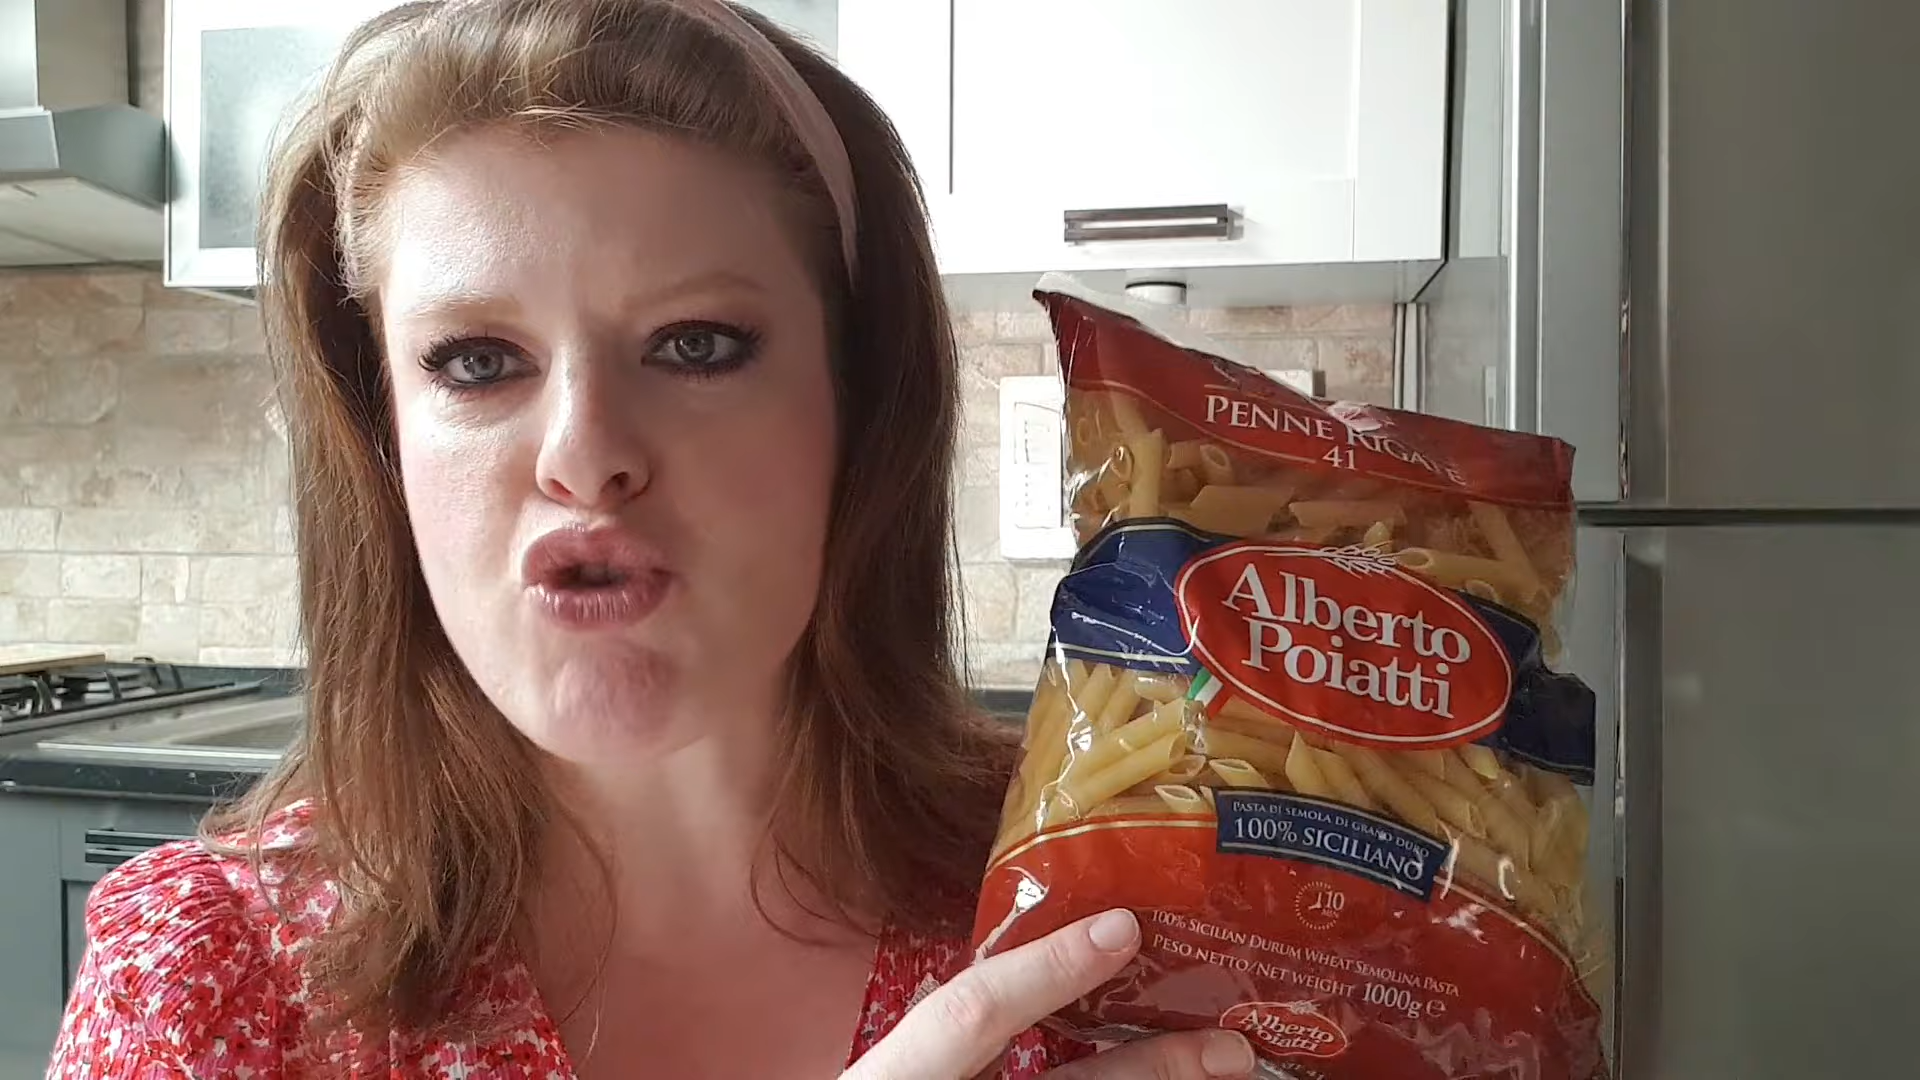 PENNE RIGATE
41
Alberto
Poiatti
PASTA DI SEMOLA DI GRANO DURO
100% SICILIANO
10
MIN
100% SICILIAN DURUM WHEAT SEMOLINA PASTA
PESO NETTO/NET WEIGHT 1000g ℮
Alberto
Poiatti